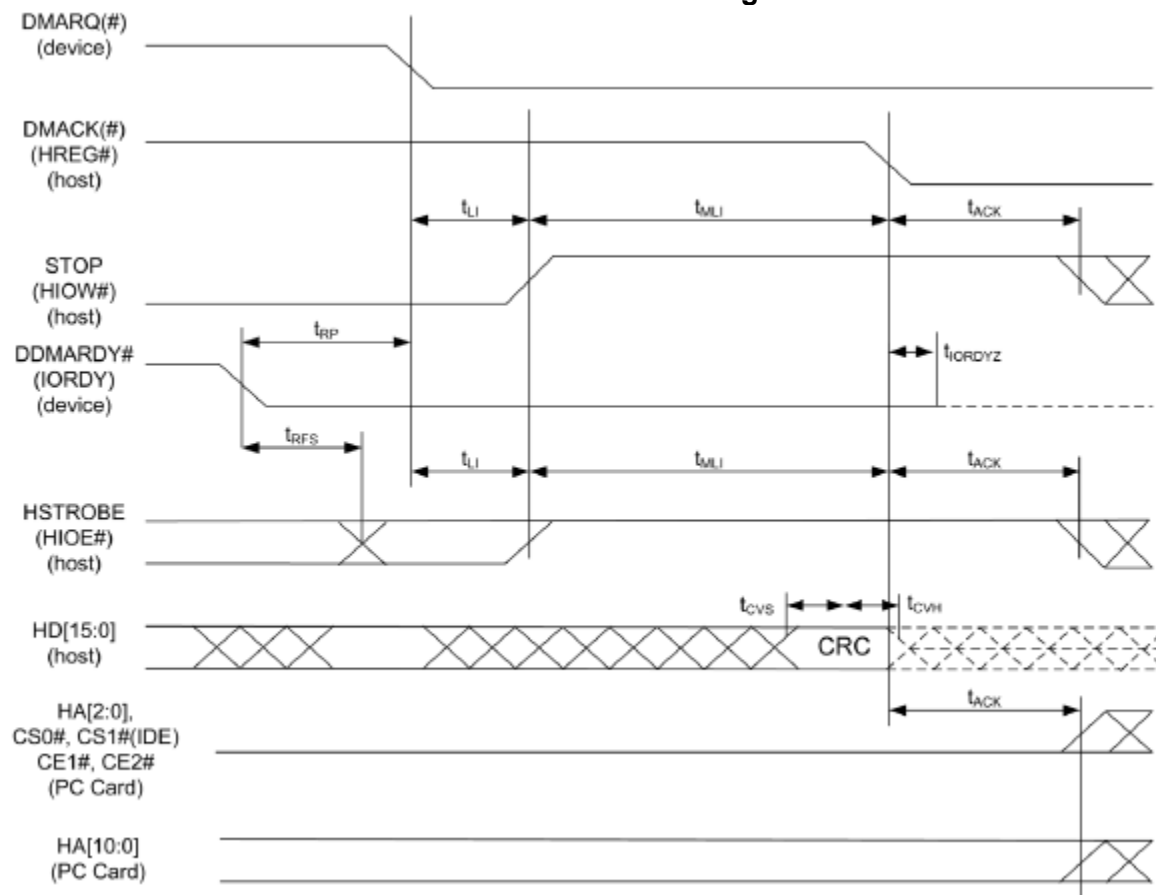 DMARQ(#)
(device)
DMACK(#)
(HREG#)
(host)
tLI
tMLI
tACK
STOP
(HIOW#)
(host)
tRP
DDMARDY#
(IORDY)
(device)
tIORDYZ
tRFS
tLI
tMLI
tACK
HSTROBE
(HIOE#)
(host)
tCVS
tCVH
HD[15:0]
(host)
CRC
tACK
HA[2:0],
CS0#, CS1#(IDE)
CE1#, CE2#
(PC Card)
HA[10:0]
(PC Card)